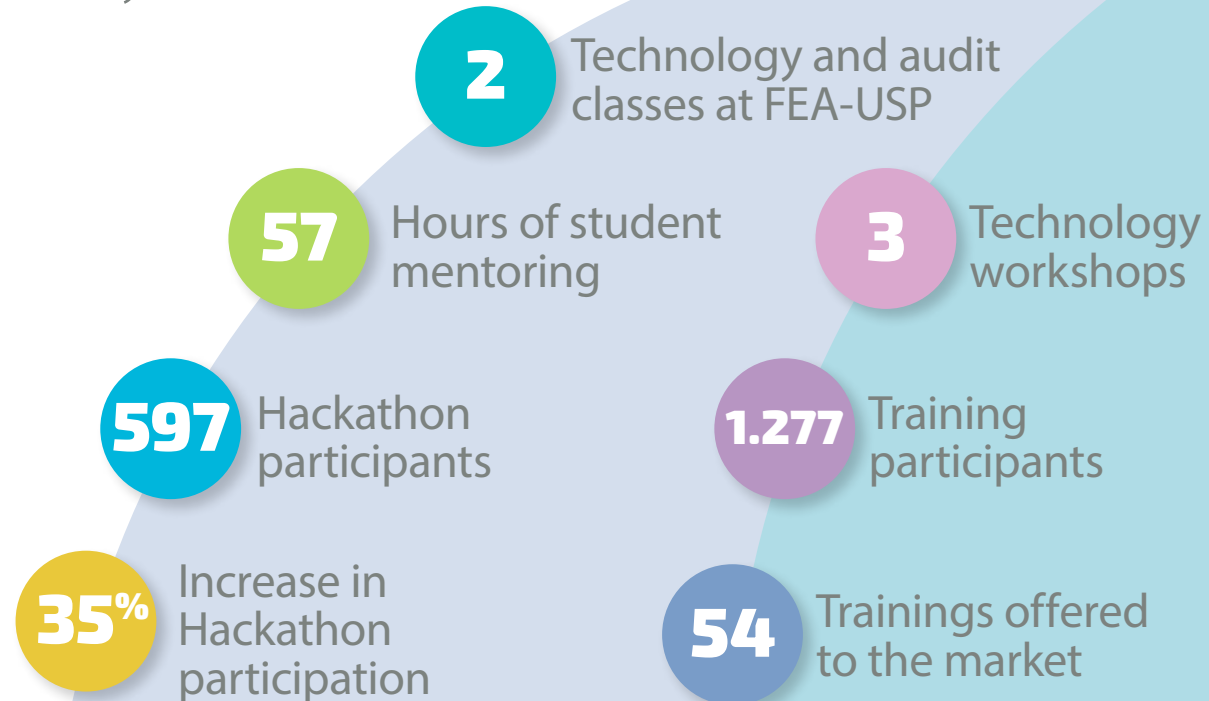 2
Technology and audit
classes at FEA-USP
57
Hours of student
mentoring
3
Technology
workshops
597
Hackathon
participants
1.277
Training
participants
35%
Increase in
Hackathon
participation
54
Trainings offered
to the market